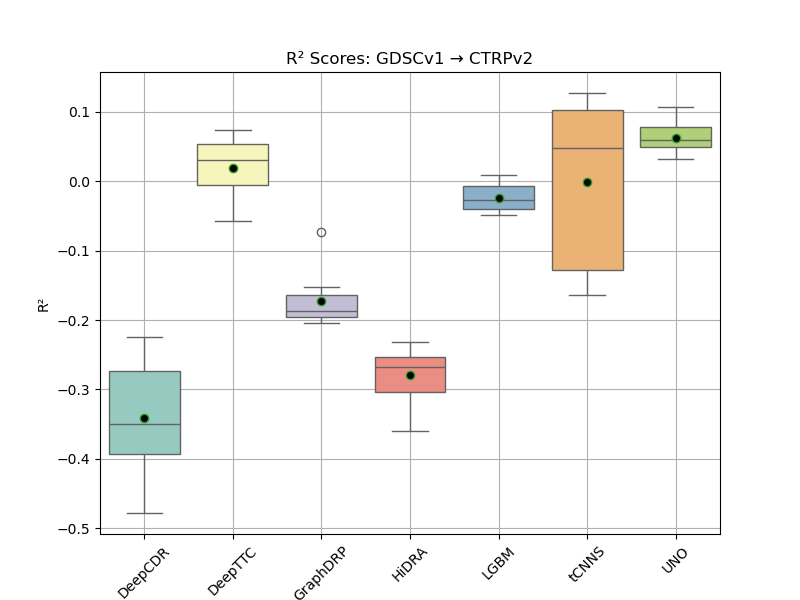 R² Scores: GDSCv1 → CTRPv2
R²
0.1
0.0
−0.1
−0.2
−0.3
−0.4
−0.5
DeepCDR
DeepTTC
GraphDRP
HiDRA
LGBM
tCNNS
UNO